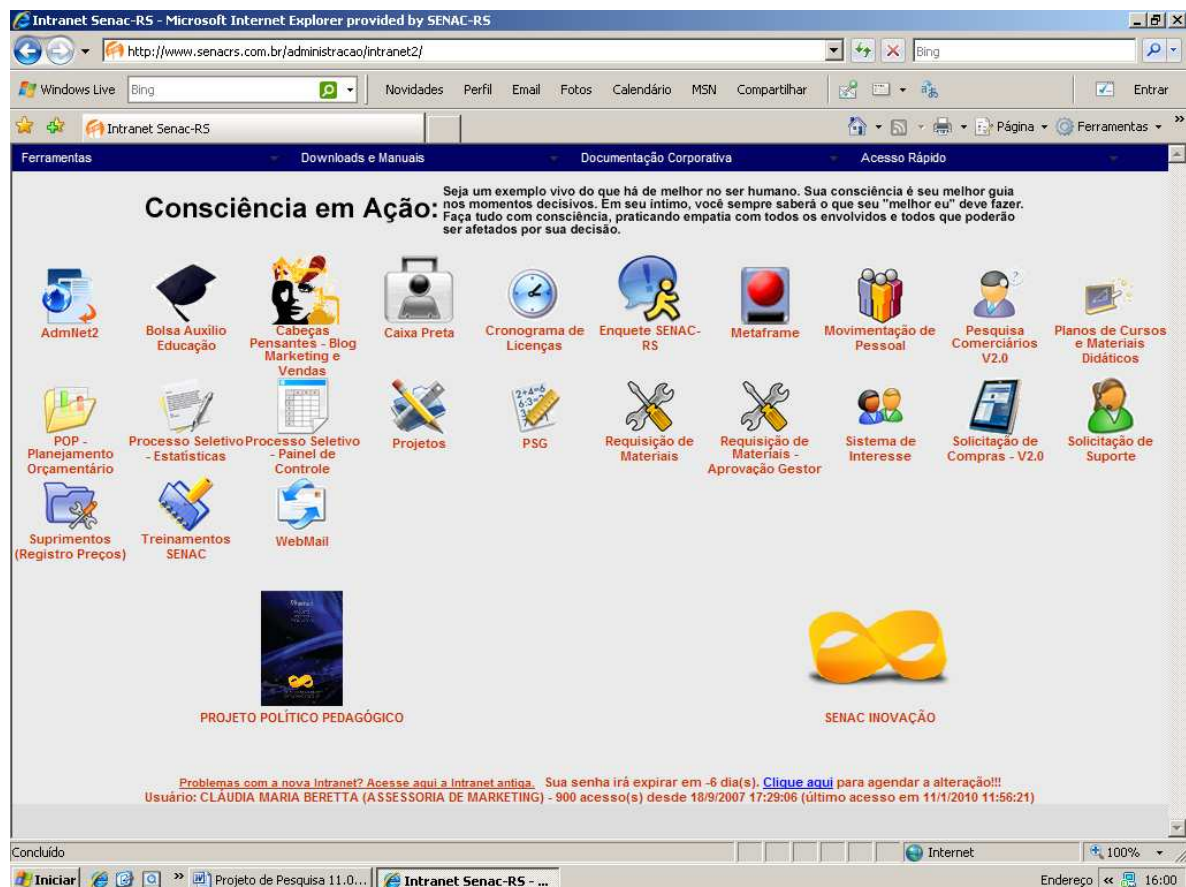 Intranet Senac-RS - Microsoft Internet Explorer provided by SENAC-RS
http://www.senacrs.com.br/administracao/intranet2/
Bing
Windows Live
Bing
Novidades Perfil Email Fotos Calendário MSN Compartilhar
Entrar
Intranet Senac-RS
Página
Ferramentas
Ferramentas
Downloads e Manuais
Documentação Corporativa
Acesso Rápido
Consciência em Ação:
Seja um exemplo vivo do que há de melhor no ser humano. Sua consciência é seu melhor guia
nos momentos decisivos. Em seu íntimo, você sempre saberá o que seu "melhor eu" deve fazer.
Faça tudo com consciência, praticando empatia com todos os envolvidos e todos que poderão
ser afetados por sua decisão.
AdmNet2
Bolsa Auxílio
Educação
Cabeças
Pensantes - Blog
Marketing e
Vendas
Caixa Preta
Cronograma de
Licenças
Enquete SENAC-
RS
Metaframe
Movimentação de
Pessoal
Pesquisa
Comerciários
V2.0
Planos de Cursos
e Materiais
Didáticos
2+4=6
POP -
Planejamento
Orçamentário
Processo Seletivo
- Estatísticas
Processo Seletivo
- Painel de
Controle
Projetos
PSG
Requisição de
Materiais
Requisição de
Materiais -
Aprovação Gestor
Sistema de
Interesse
Solicitação de
Compras - V2.0
Solicitação de
Suporte
Suprimentos
(Registro Preços)
Treinamentos
SENAC
WebMail
PROJETO POLÍTICO PEDAGÓGICO
SENAC INOVAÇÃO
Problemas com a nova Intranet? Acesse aqui a Intranet antiga. Sua senha irá expirar em -6 dia(s). Clique aqui para agendar a alteração!!!
Usuário: CLÁUDIA MARIA BERETTA (ASSESSORIA DE MARKETING) - 900 acesso(s) desde 18/9/2007 17:29:06 (último acesso em 11/1/2010 11:56:21)
Concluído
Internet
100%
Iniciar
Projeto de Pesquisa 11.0...
Intranet Senac-RS - ...
Endereço
16:00